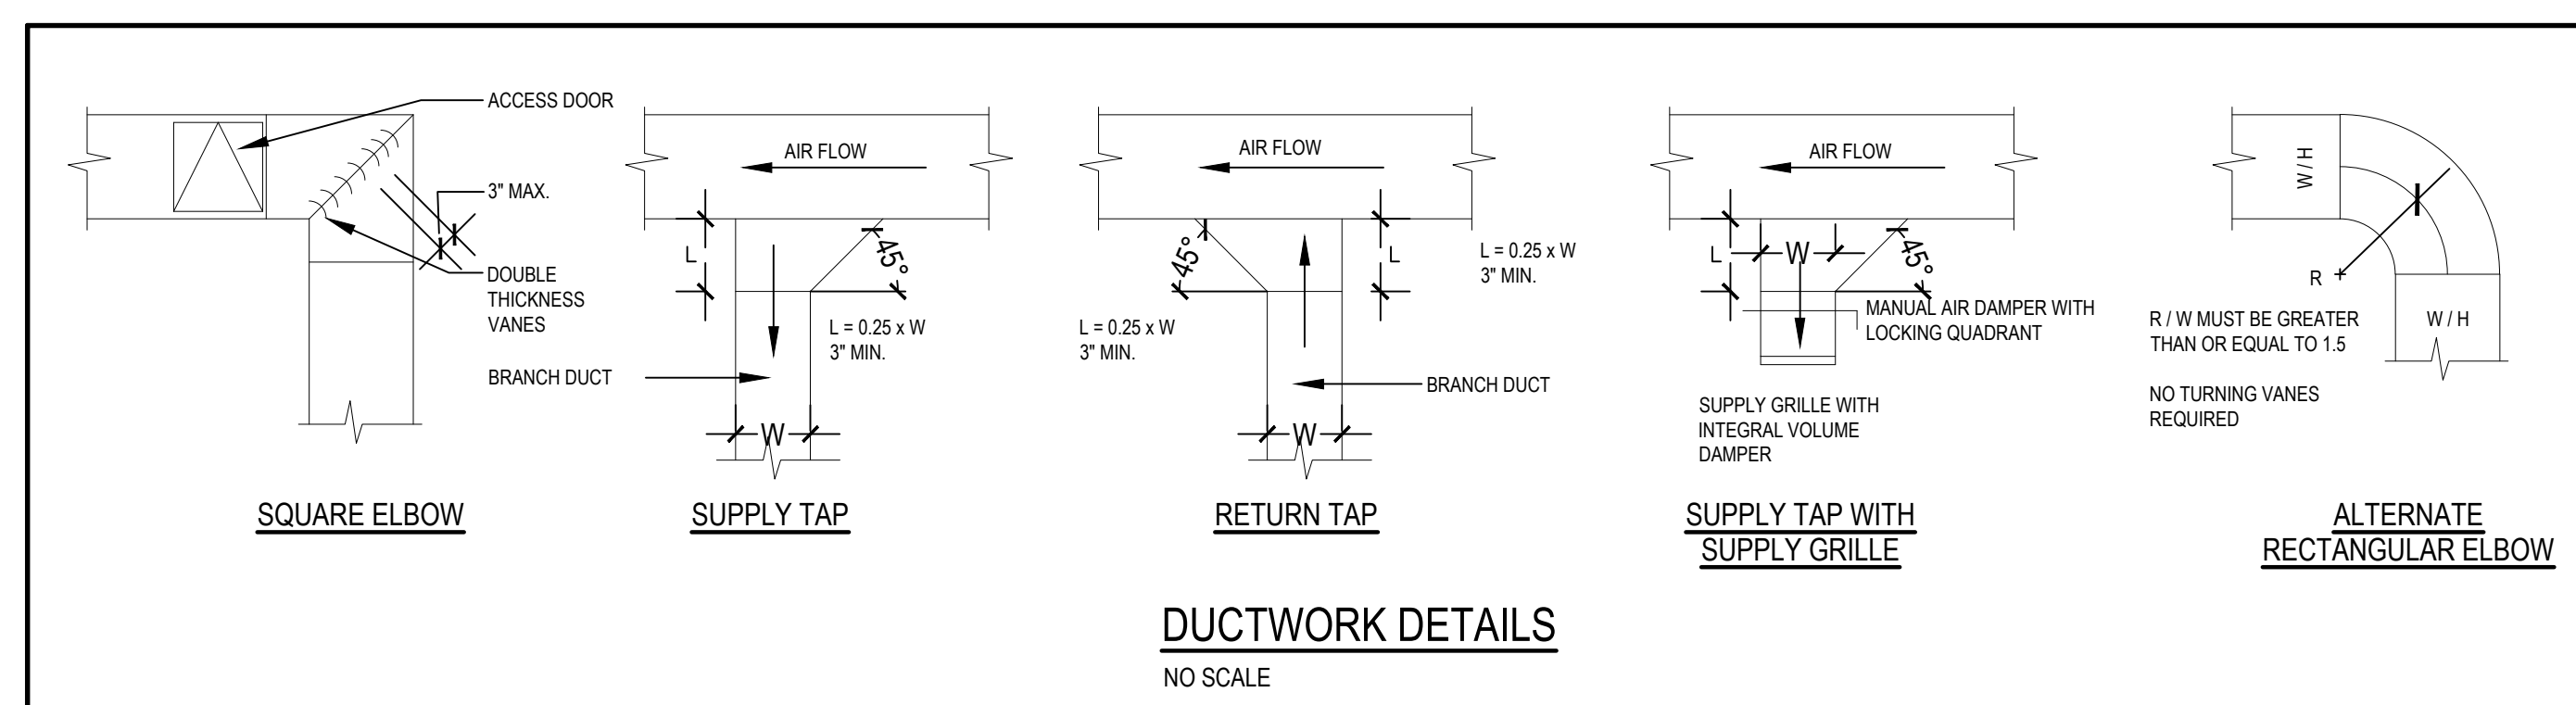 ACCESS DOOR
3" MAX.
DOUBLE
THICKNESS
VANES
SQUARE ELBOW
AIR FLOW
L
45°
L = 0.25 x W
3" MIN.
BRANCH DUCT
W
SUPPLY TAP
AIR FLOW
45°
L
L = 0.25 x W
3" MIN.
L = 0.25 x W
3" MIN.
BRANCH DUCT
W
RETURN TAP
AIR FLOW
L
W
45°
MANUAL AIR DAMPER WITH
LOCKING QUADRANT
SUPPLY GRILLE WITH
INTEGRAL VOLUME
DAMPER
SUPPLY TAP WITH
SUPPLY GRILLE
W / H
R
W / H
R / W MUST BE GREATER
THAN OR EQUAL TO 1.5
NO TURNING VANES
REQUIRED
ALTERNATE
RECTANGULAR ELBOW
DUCTWORK DETAILS
NO SCALE